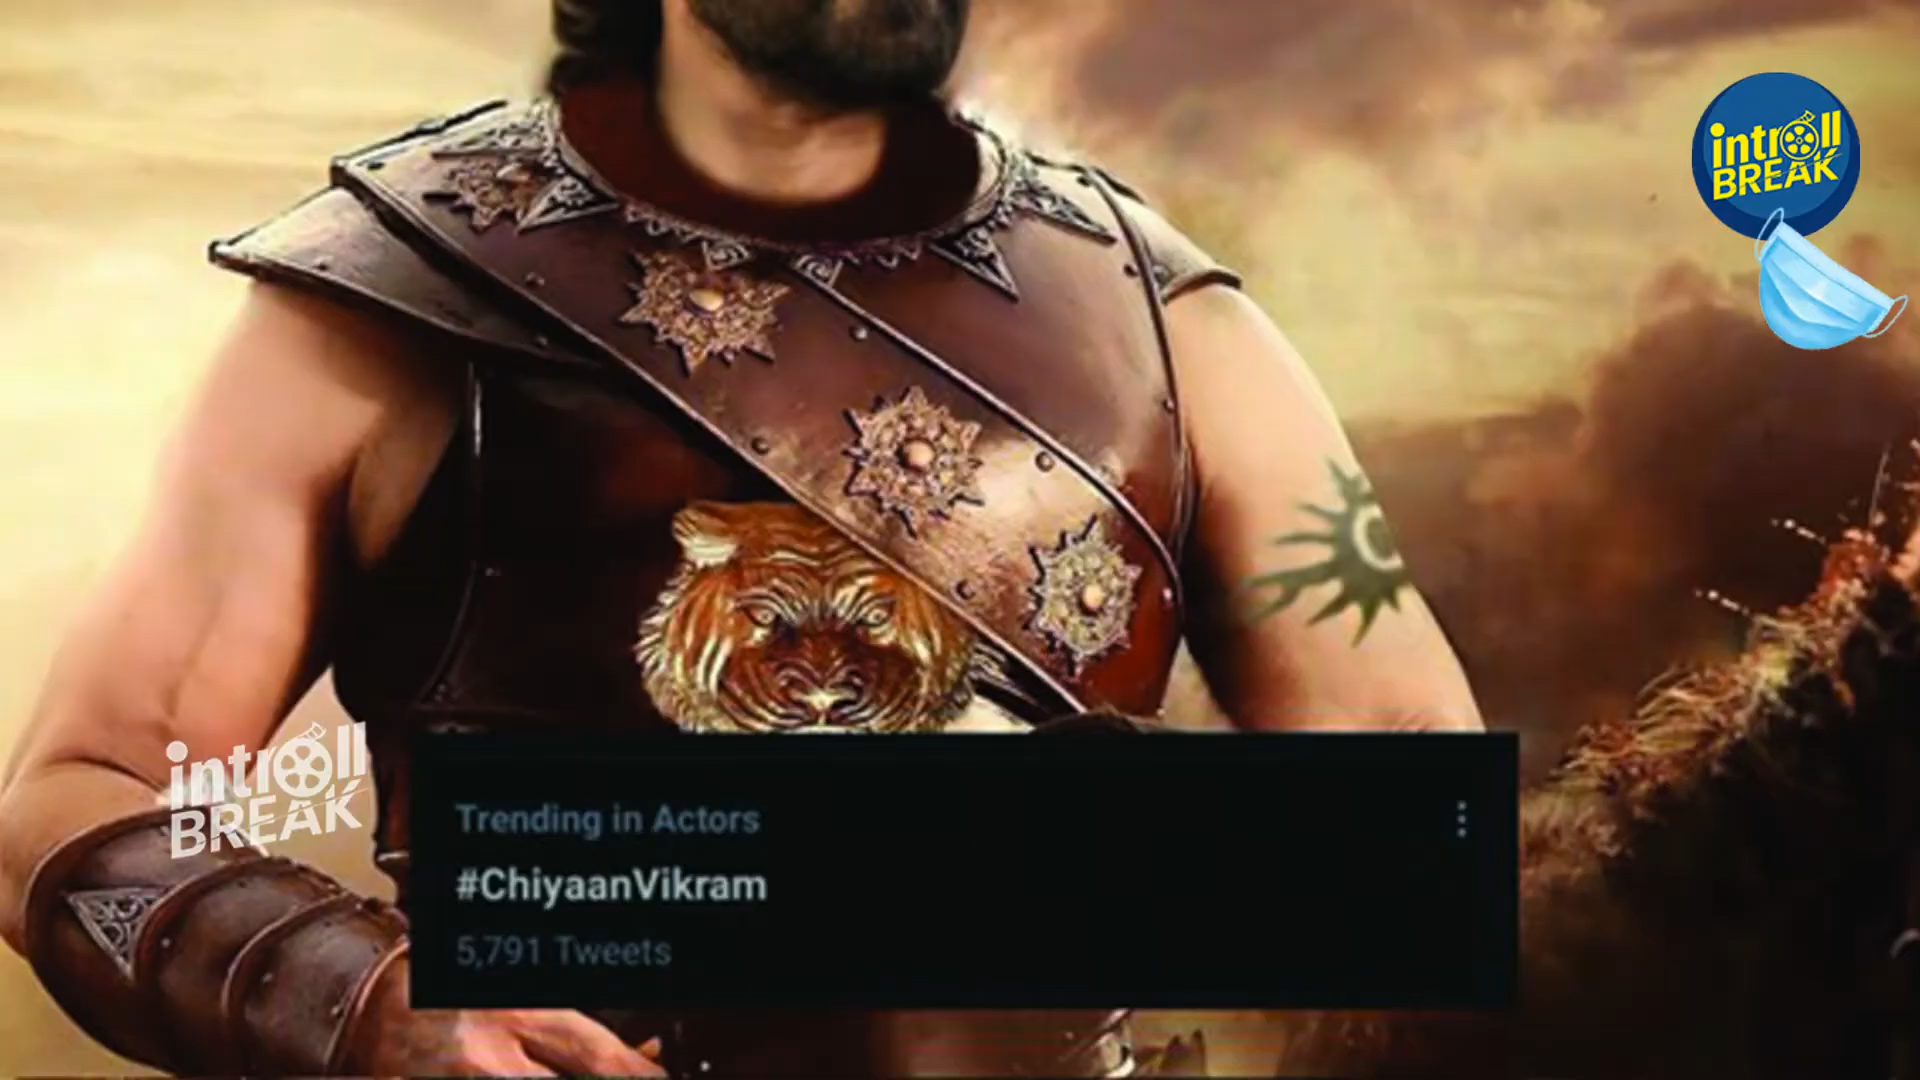 introll
BREAK
introll
BREAK
Trending in Actors
#ChiyaanVikram
5,791 Tweets